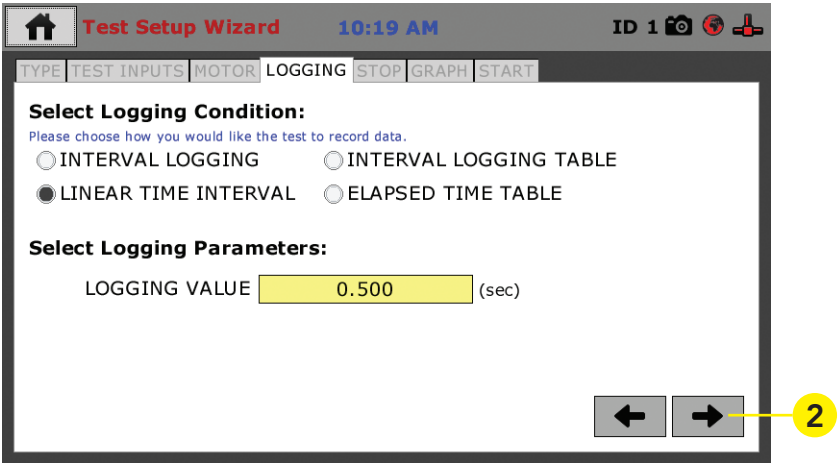 Test Setup Wizard 10:19 AM ID 1
TYPE TEST INPUTS MOTOR LOGGING STOP GRAPH START
Select Logging Condition:
Please choose how you would like the test to record data.
INTERVAL LOGGING INTERVAL LOGGING TABLE
LINEAR TIME INTERVAL ELAPSED TIME TABLE
Select Logging Parameters:
LOGGING VALUE 0.500 (sec)
2